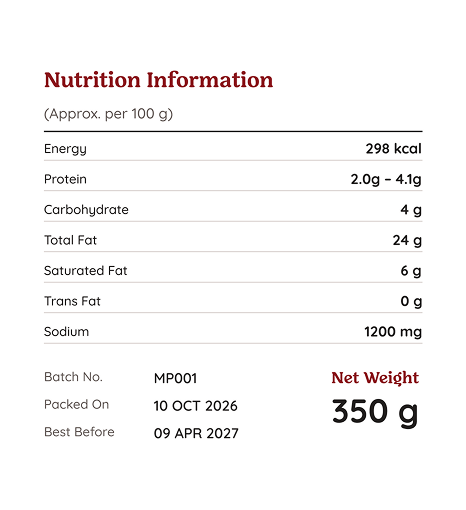 Nutrition Information
(Approx. per 100 g)
Energy 298 kcal
Protein 2.0g – 4.1g
Carbohydrate 4 g
Total Fat 24 g
Saturated Fat 6 g
Trans Fat 0 g
Sodium 1200 mg
Batch No. MP001
Packed On 10 OCT 2026
Best Before 09 APR 2027
Net Weight
350 g